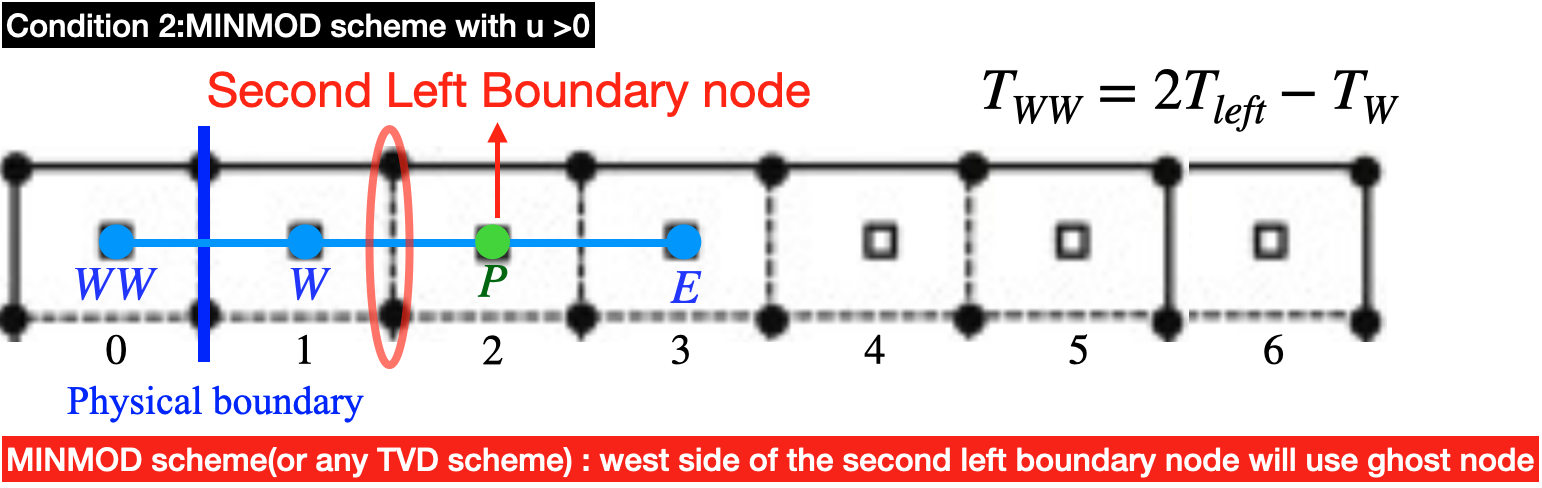 Condition 2:MINMOD scheme with u >0
Second Left Boundary node
T_{WW} = 2T_{left} − T_W
WW W P E
0 1 2 3 4 5 6
Physical boundary
MINMOD scheme(or any TVD scheme) : west side of the second left boundary node will use ghost node